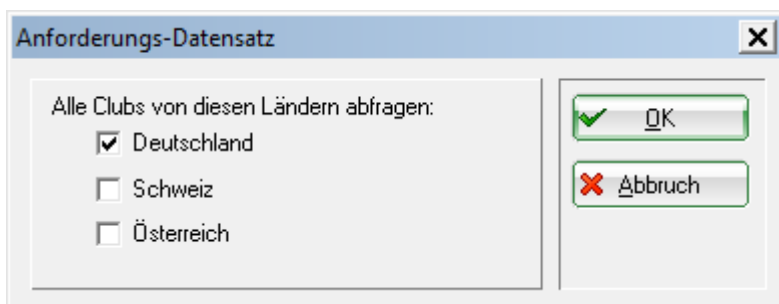 Anforderungs-Datensatz
Alle Clubs von diesen Ländern abfragen:
Deutschland
Schweiz
Österreich
OK
Abbruch